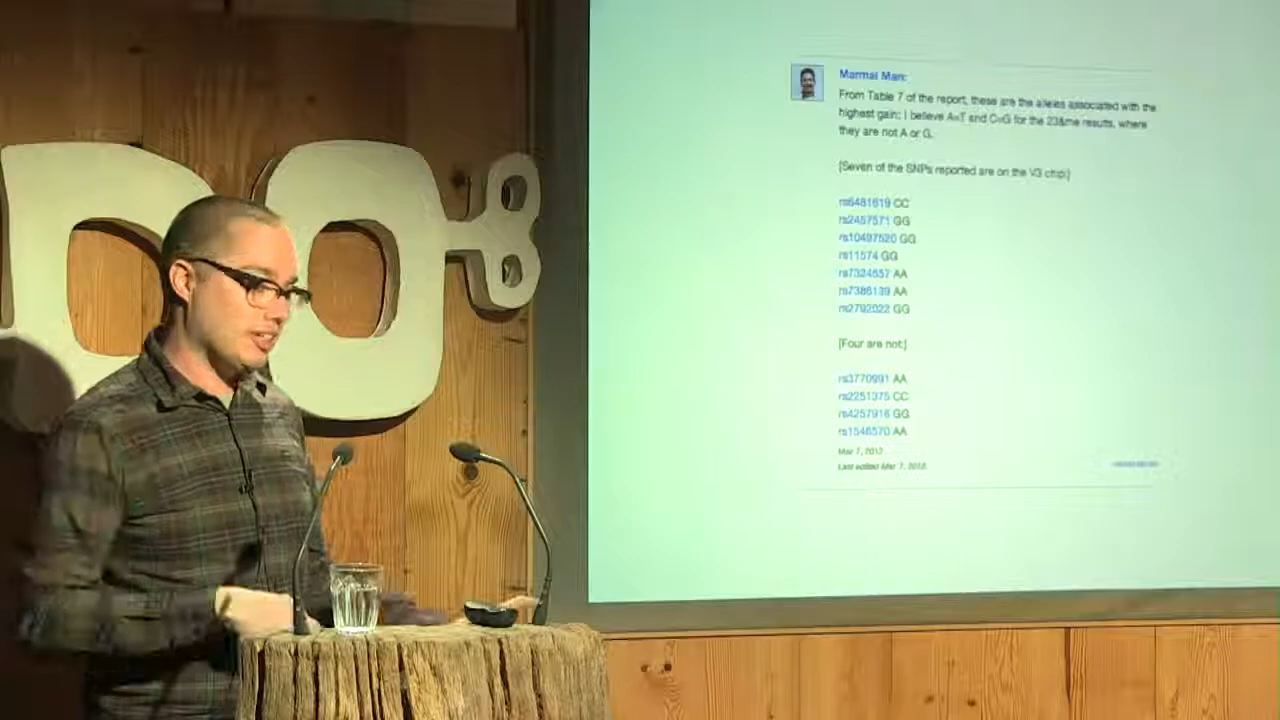 DO
Marmal Man:
From Table 7 of the report, these are the alleles associated with the
highest gain; I believe A=T and C=G for the 23&me results, where
they are not A or G.
[Seven of the SNPs reported are on the V3 chip:]
rs6481619 CC
rs2457571 GG
rs10497520 GG
rs11574 GG
rs7324557 AA
rs7386139 AA
rs2792022 GG
[Four are not:]
rs3770991 AA
rs2251375 CC
rs4257918 GG
rs1546570 AA
Mar 7, 2012
Last edited Mar 7, 2012